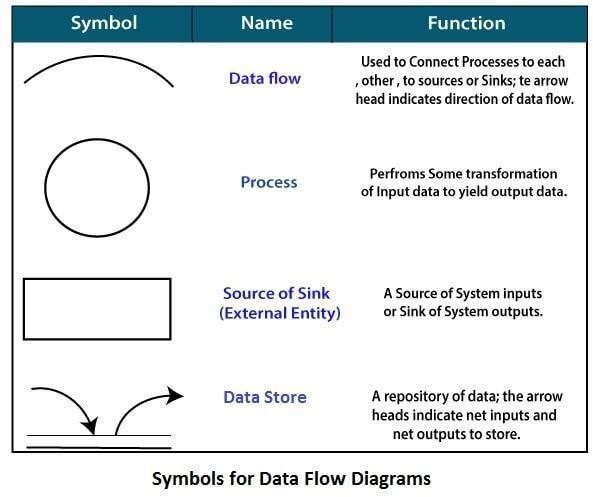 Symbol Name Function
Data flow
Used to Connect Processes to each
, other , to sources or Sinks; te arrow
head indicates direction of data flow.
Process
Perfroms Some transformation
of Input data to yield output data.
Source of Sink
(External Entity)
A Source of System inputs
or Sink of System outputs.
Data Store
A repository of data; the arrow
heads indicate net inputs and
net outputs to store.
Symbols for Data Flow Diagrams